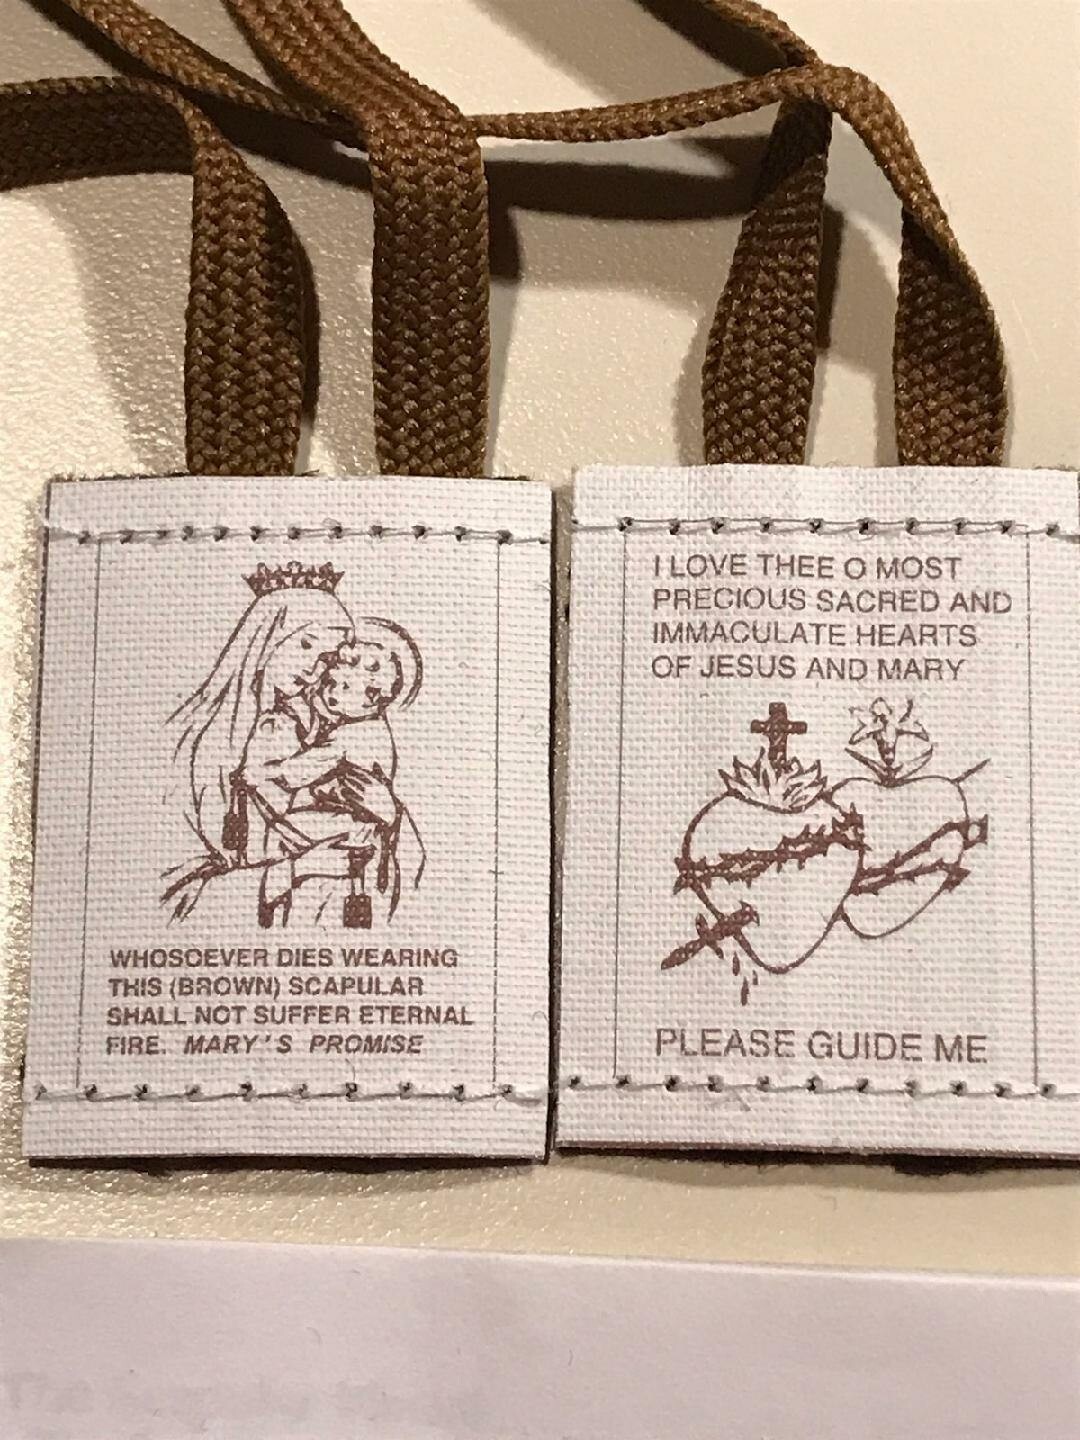 WHOSOEVER DIES WEARING
THIS (BROWN) SCAPULAR
SHALL NOT SUFFER ETERNAL
FIRE. MARY'S PROMISE
I LOVE THEE O MOST
PRECIOUS SACRED AND
IMMACULATE HEARTS
OF JESUS AND MARY
PLEASE GUIDE ME